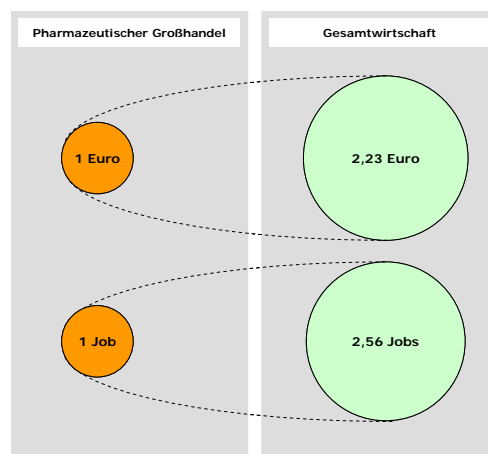 Pharmazeutischer Großhandel
Gesamtwirtschaft
1 Euro
2,23 Euro
1 Job
2,56 Jobs